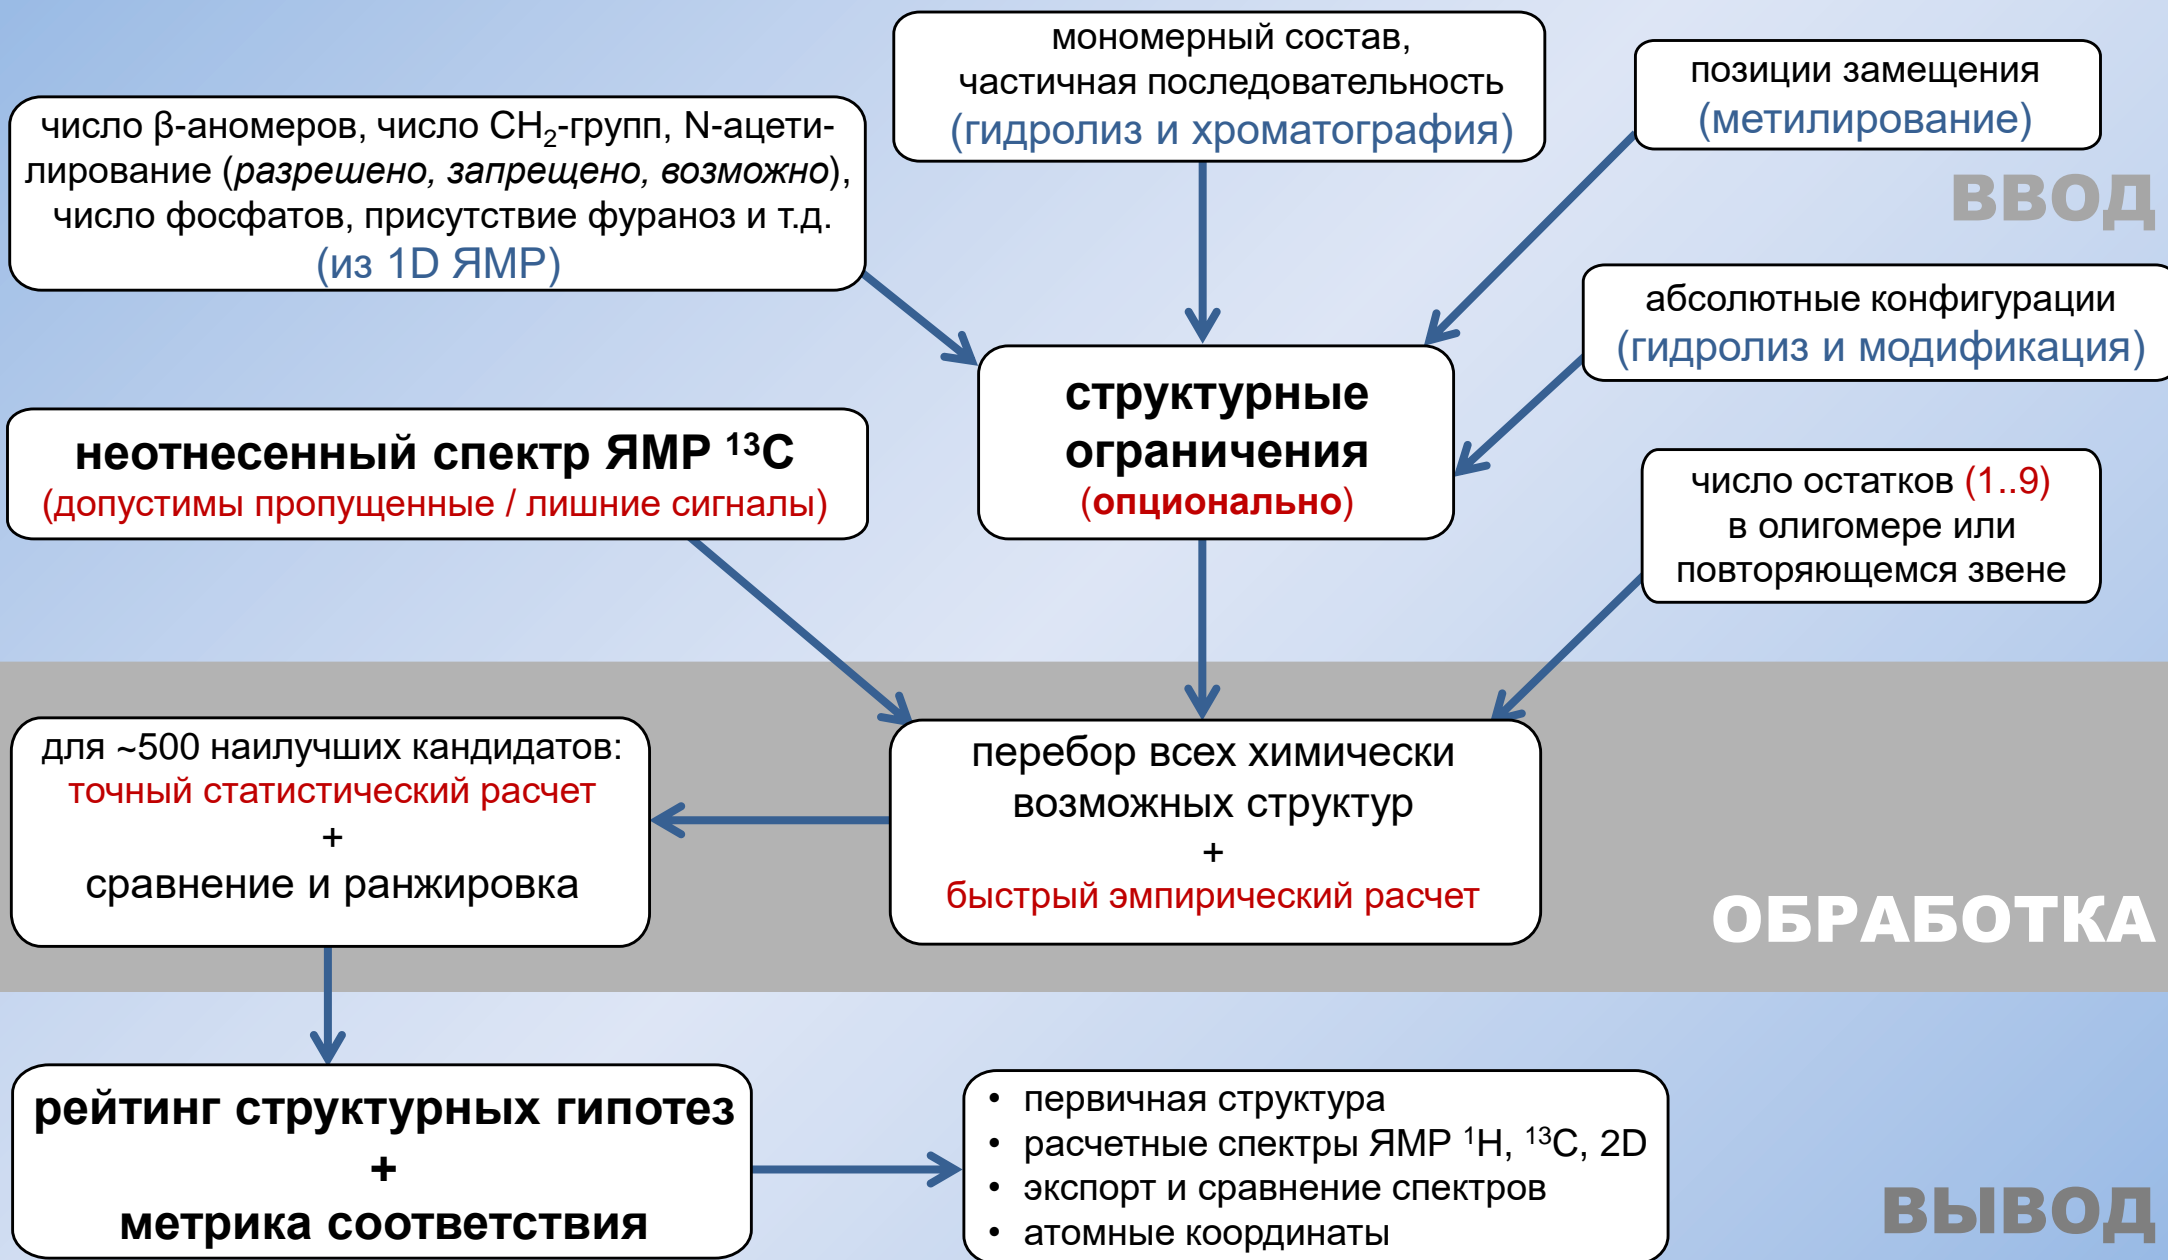 мономерный состав,
частичная последовательность
(гидролиз и хроматография)
позиции замещения
(метилирование)
число β-аномеров, число CH₂-групп, N-ацети-
лирование (разрешено, запрещено, возможно),
число фосфатов, присутствие фураноз и т.д.
(из 1D ЯМР)
ВВОД
абсолютные конфигурации
(гидролиз и модификация)
структурные
ограничения
(опционально)
неотнесенный спектр ЯМР ¹³C
(допустимы пропущенные / лишние сигналы)
число остатков (1..9)
в олигомере или
повторяющемся звене
для ~500 наилучших кандидатов:
точный статистический расчет
+
сравнение и ранжировка
перебор всех химически
возможных структур
+
быстрый эмпирический расчет
ОБРАБОТКА
рейтинг структурных гипотез
+
метрика соответствия
• первичная структура
• расчетные спектры ЯМР ¹H, ¹³C, 2D
• экспорт и сравнение спектров
• атомные координаты
ВЫВОД